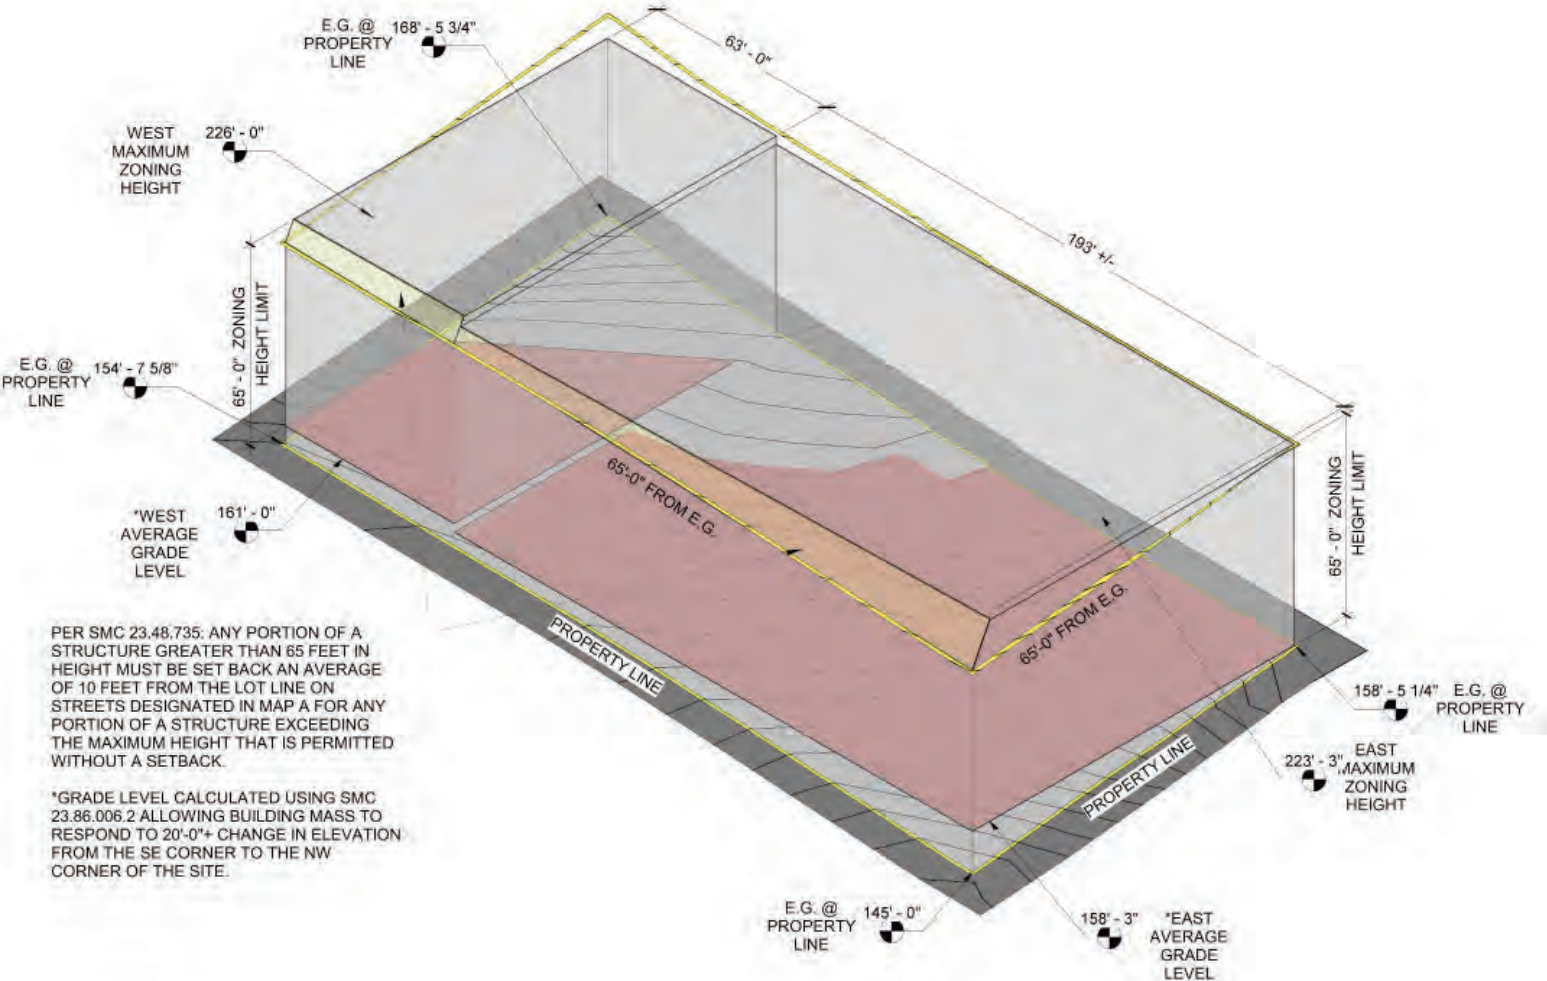 E.G. @
PROPERTY
LINE
168' - 5 3/4"
63' - 0"
WEST
MAXIMUM
ZONING
HEIGHT
226' - 0"
193' +/-
65' - 0"  ZONING
HEIGHT LIMIT
E.G. @
PROPERTY
LINE
154' - 7 5/8"
65'-0" FROM E.G.
65' - 0"  ZONING
HEIGHT LIMIT
*WEST
AVERAGE
GRADE
LEVEL
161' - 0"
65'-0" FROM E.G.
PROPERTY LINE
PER SMC 23.48.735: ANY PORTION OF A
STRUCTURE GREATER THAN 65 FEET IN
HEIGHT MUST BE SET BACK AN AVERAGE
OF 10 FEET FROM THE LOT LINE ON
STREETS DESIGNATED IN MAP A FOR ANY
PORTION OF A STRUCTURE EXCEEDING
THE MAXIMUM HEIGHT THAT IS PERMITTED
WITHOUT A SETBACK.
*GRADE LEVEL CALCULATED USING SMC
23.86.006.2 ALLOWING BUILDING MASS TO
RESPOND TO 20'-0"+ CHANGE IN ELEVATION
FROM THE SE CORNER TO THE NW
CORNER OF THE SITE.
158' - 5 1/4"
E.G. @
PROPERTY
LINE
PROPERTY LINE
223' - 3"
EAST
MAXIMUM
ZONING
HEIGHT
E.G. @
PROPERTY
LINE
145' - 0"
158' - 3"
*EAST
AVERAGE
GRADE
LEVEL